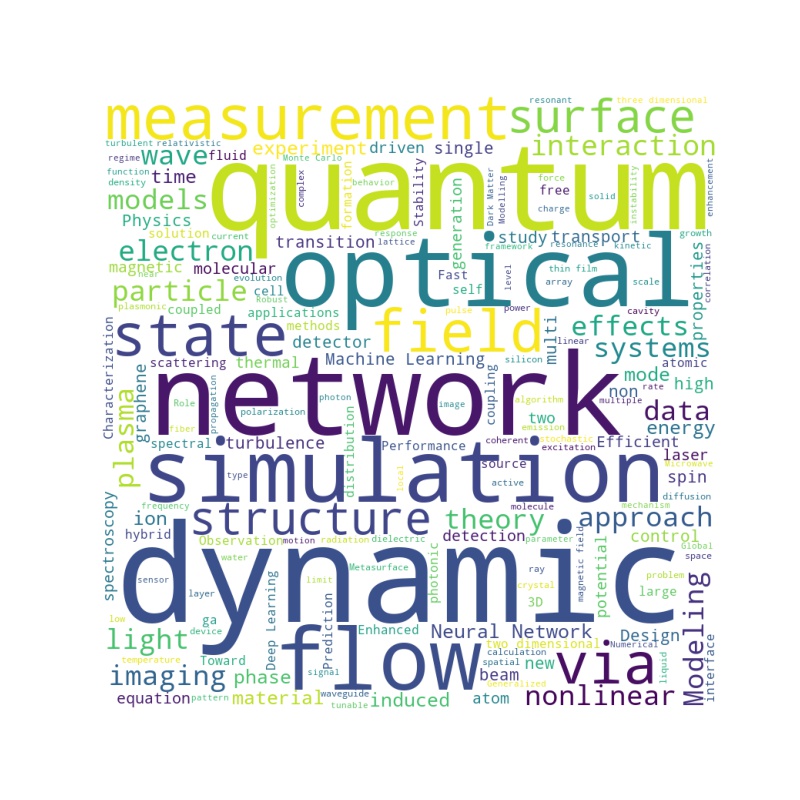 resonant three dimensional
measurement surface
turbulent relativistic experiment driven single interaction
regime wave fluid Monte Carlo
function time quantum force
density models optimization complex formation behavior Stability Dark Matter Modelling free solid instability enhancement
Physics charge
solution current response generation study transport growth
electron transition lattice framework resonance kinetic
magnetic near molecular optical Fast level thin film properties correlation
evolution self array scale
particle Robust cell
plasmonic coupled applications pulse power cavity
state methods field multi effects
detector linear systems
Characterization scattering thermal Machine Learning silicon atomic
graphene network coupling non mode high
Role propagation photon algorithm rate
polarization image two multiple data
plasma fiber emission energy
spectral turbulence distribution Performance coherent stochastic Efficient
simulation source excitation laser
type local active Microwave
spectroscopy frequency molecule spin diffusion
structure theory approach mechanism
ion
hybrid Observation motion radiation dielectric detection parameter control Global
dynamic water photonic ray magnetic field potential space
sensor Metasurface crystal problem
layer limit 3D large
low ga Deep Learning Prediction Enhanced Neural Network Design Modeling interface
light device flow two dimensional Numerical
Toward calculation
temperature signal spatial new via liquid
imaging phase beam
generalized
equation pattern material waveguide induced atom nonlinear
tunable